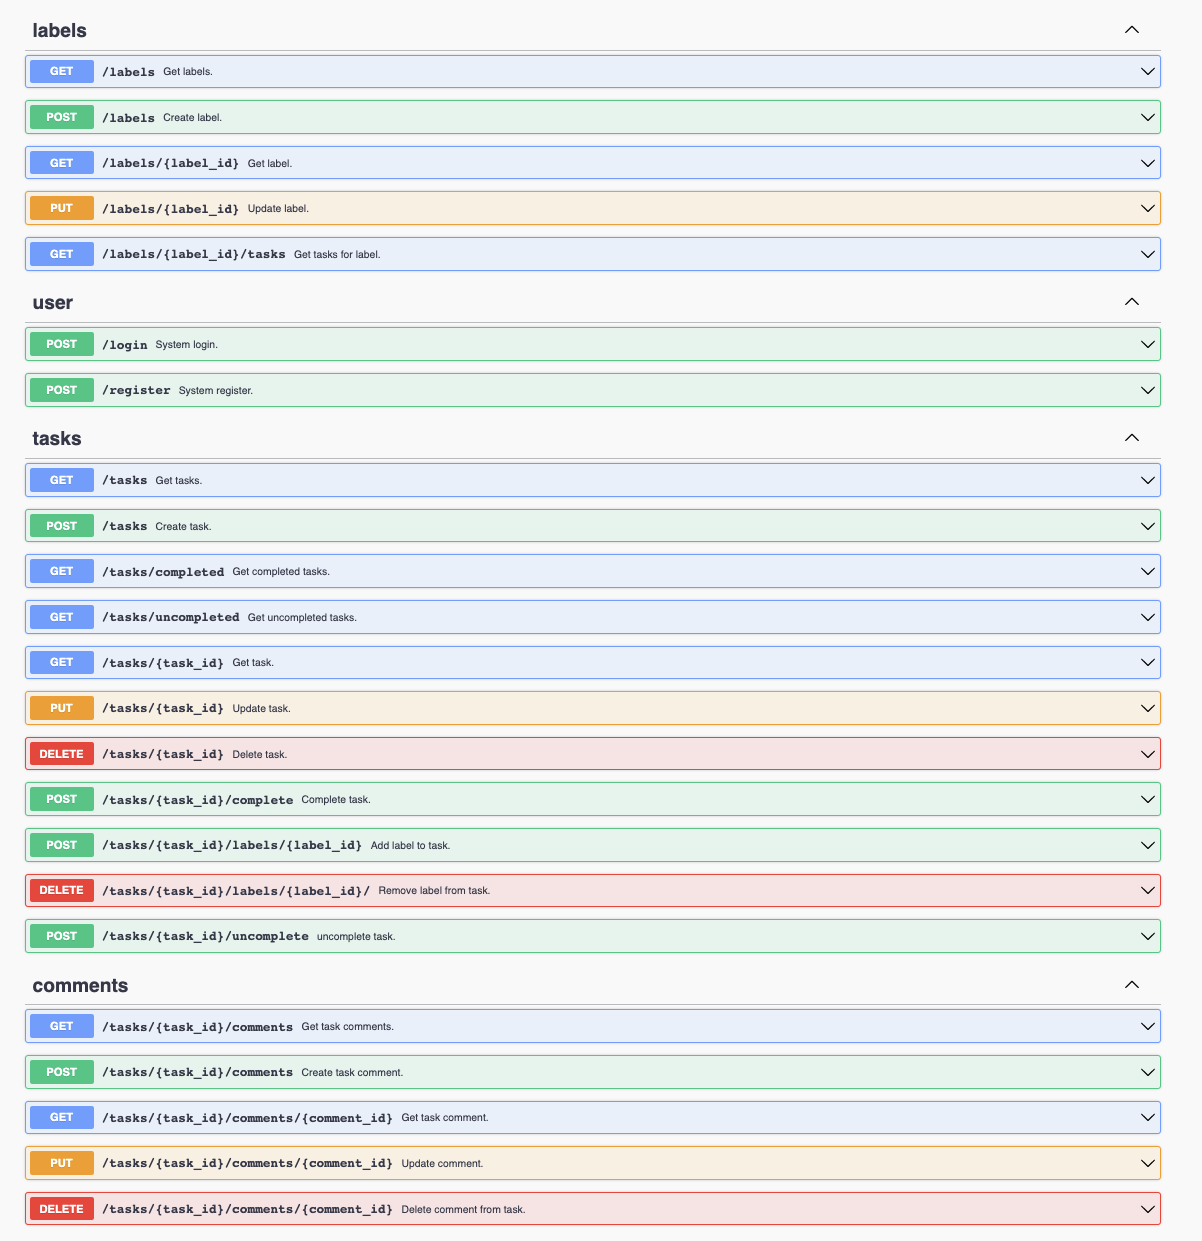 labels
GET /labels Get labels.
POST /labels Create label.
GET /labels/{label_id} Get label.
PUT /labels/{label_id} Update label.
GET /labels/{label_id}/tasks Get tasks for label.
user
POST /login System login.
POST /register System register.
tasks
GET /tasks Get tasks.
POST /tasks Create task.
GET /tasks/completed Get completed tasks.
GET /tasks/uncompleted Get uncompleted tasks.
GET /tasks/{task_id} Get task.
PUT /tasks/{task_id} Update task.
DELETE /tasks/{task_id} Delete task.
POST /tasks/{task_id}/complete Complete task.
POST /tasks/{task_id}/labels/{label_id} Add label to task.
DELETE /tasks/{task_id}/labels/{label_id}/ Remove label from task.
POST /tasks/{task_id}/uncomplete uncomplete task.
comments
GET /tasks/{task_id}/comments Get task comments.
POST /tasks/{task_id}/comments Create task comment.
GET /tasks/{task_id}/comments/{comment_id} Get task comment.
PUT /tasks/{task_id}/comments/{comment_id} Update comment.
DELETE /tasks/{task_id}/comments/{comment_id} Delete comment from task.